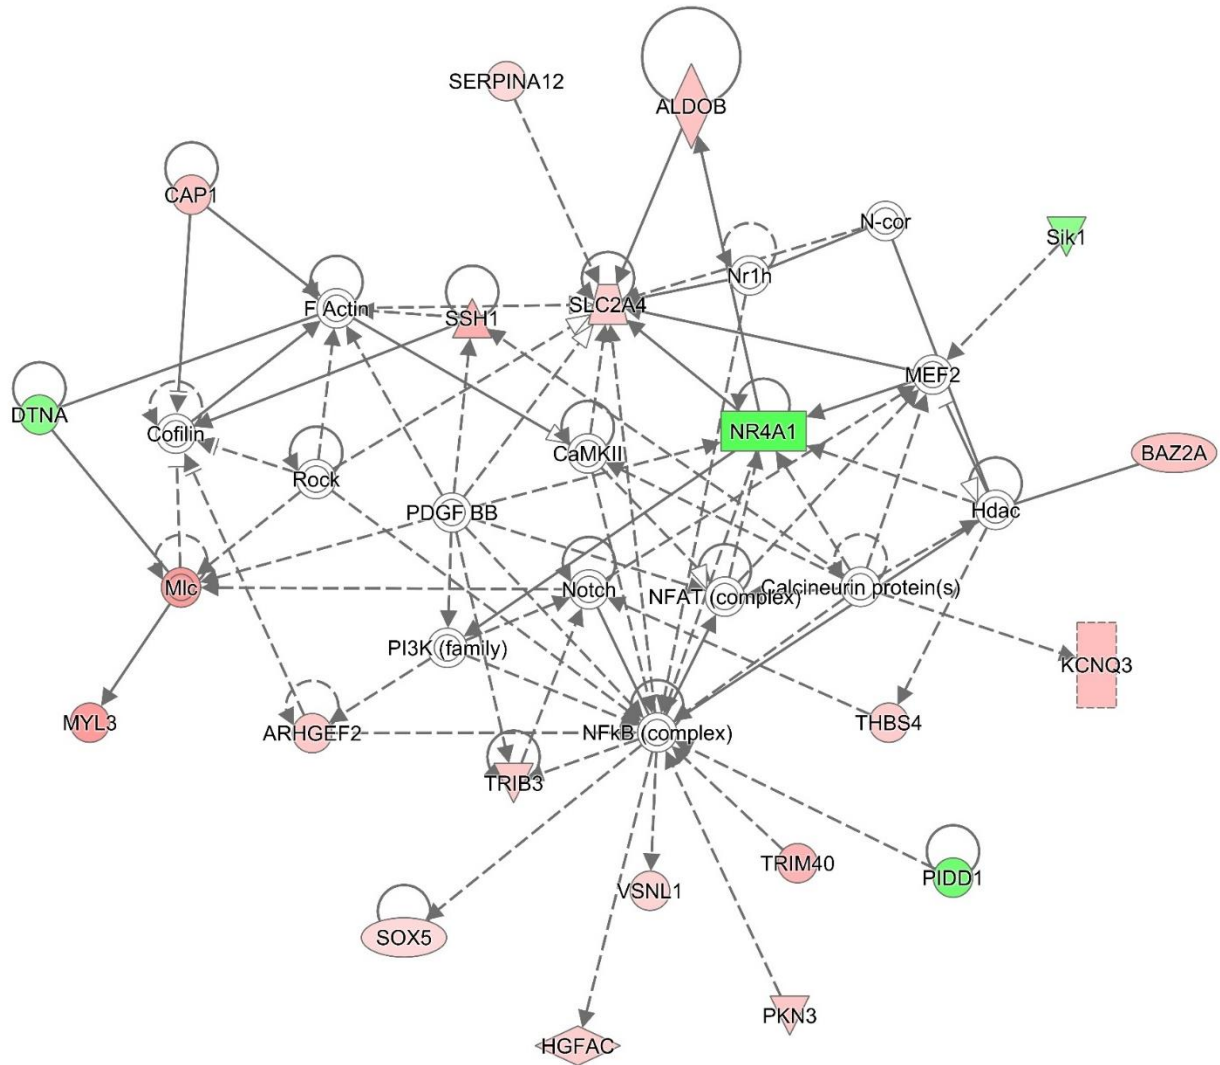 SERPINA12
ALDOB
CAP1
N-cor
Sik1
Nr1h
F Actin
SSH1
SLC2A4
MEF2
DTNA
Cofilin
NR4A1
CaMKII
BAZ2A
Rock
PDGF BB
Hdac
Mlc
Notch
NFAT (complex)
Calcineurin protein(s)
PI3K (family)
KCNQ3
MYL3
ARHGEF2
NFkB (complex)
THBS4
TRIB3
TRIM40
PIDD1
VSNL1
SOX5
PKN3
HGFAC